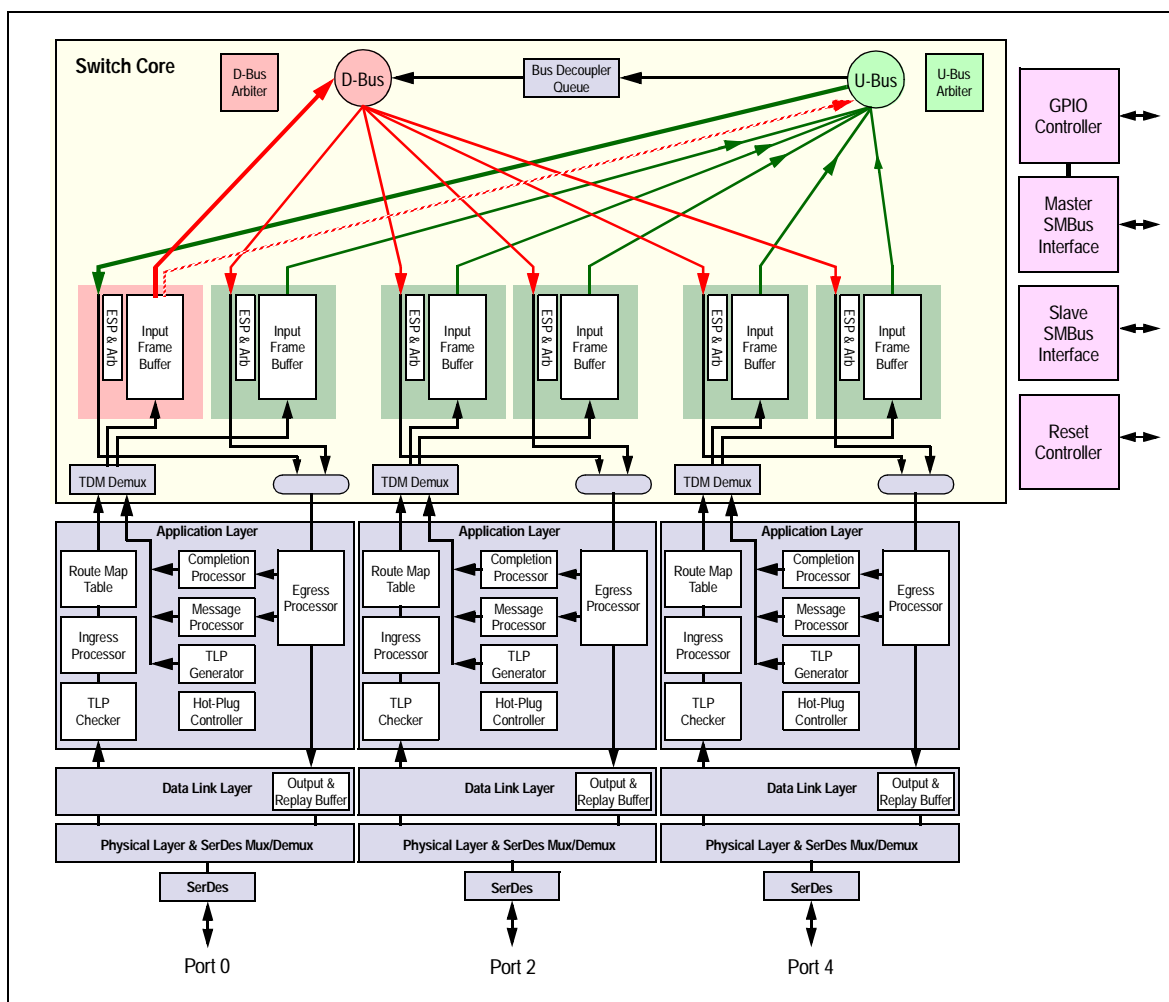 Switch Core
D-Bus
Arbiter
D-Bus
Bus Decoupler
Queue
U-Bus
U-Bus
Arbiter
GPIO
Controller
Master
SMBus
Interface
Slave
SMBus
Interface
Reset
Controller
ESP & Arb
Input
Frame
Buffer
ESP & Arb
Input
Frame
Buffer
ESP & Arb
Input
Frame
Buffer
ESP & Arb
Input
Frame
Buffer
ESP & Arb
Input
Frame
Buffer
ESP & Arb
Input
Frame
Buffer
TDM Demux
TDM Demux
TDM Demux
Application Layer
Route Map
Table
Ingress
Processor
TLP
Checker
Completion
Processor
Message
Processor
TLP
Generator
Hot-Plug
Controller
Egress
Processor
Application Layer
Route Map
Table
Ingress
Processor
TLP
Checker
Completion
Processor
Message
Processor
TLP
Generator
Hot-Plug
Controller
Egress
Processor
Application Layer
Route Map
Table
Ingress
Processor
TLP
Checker
Completion
Processor
Message
Processor
TLP
Generator
Hot-Plug
Controller
Egress
Processor
Data Link Layer
Output &
Replay Buffer
Data Link Layer
Output &
Replay Buffer
Data Link Layer
Output &
Replay Buffer
Physical Layer & SerDes Mux/Demux
Physical Layer & SerDes Mux/Demux
Physical Layer & SerDes Mux/Demux
SerDes
SerDes
SerDes
Port 0
Port 2
Port 4